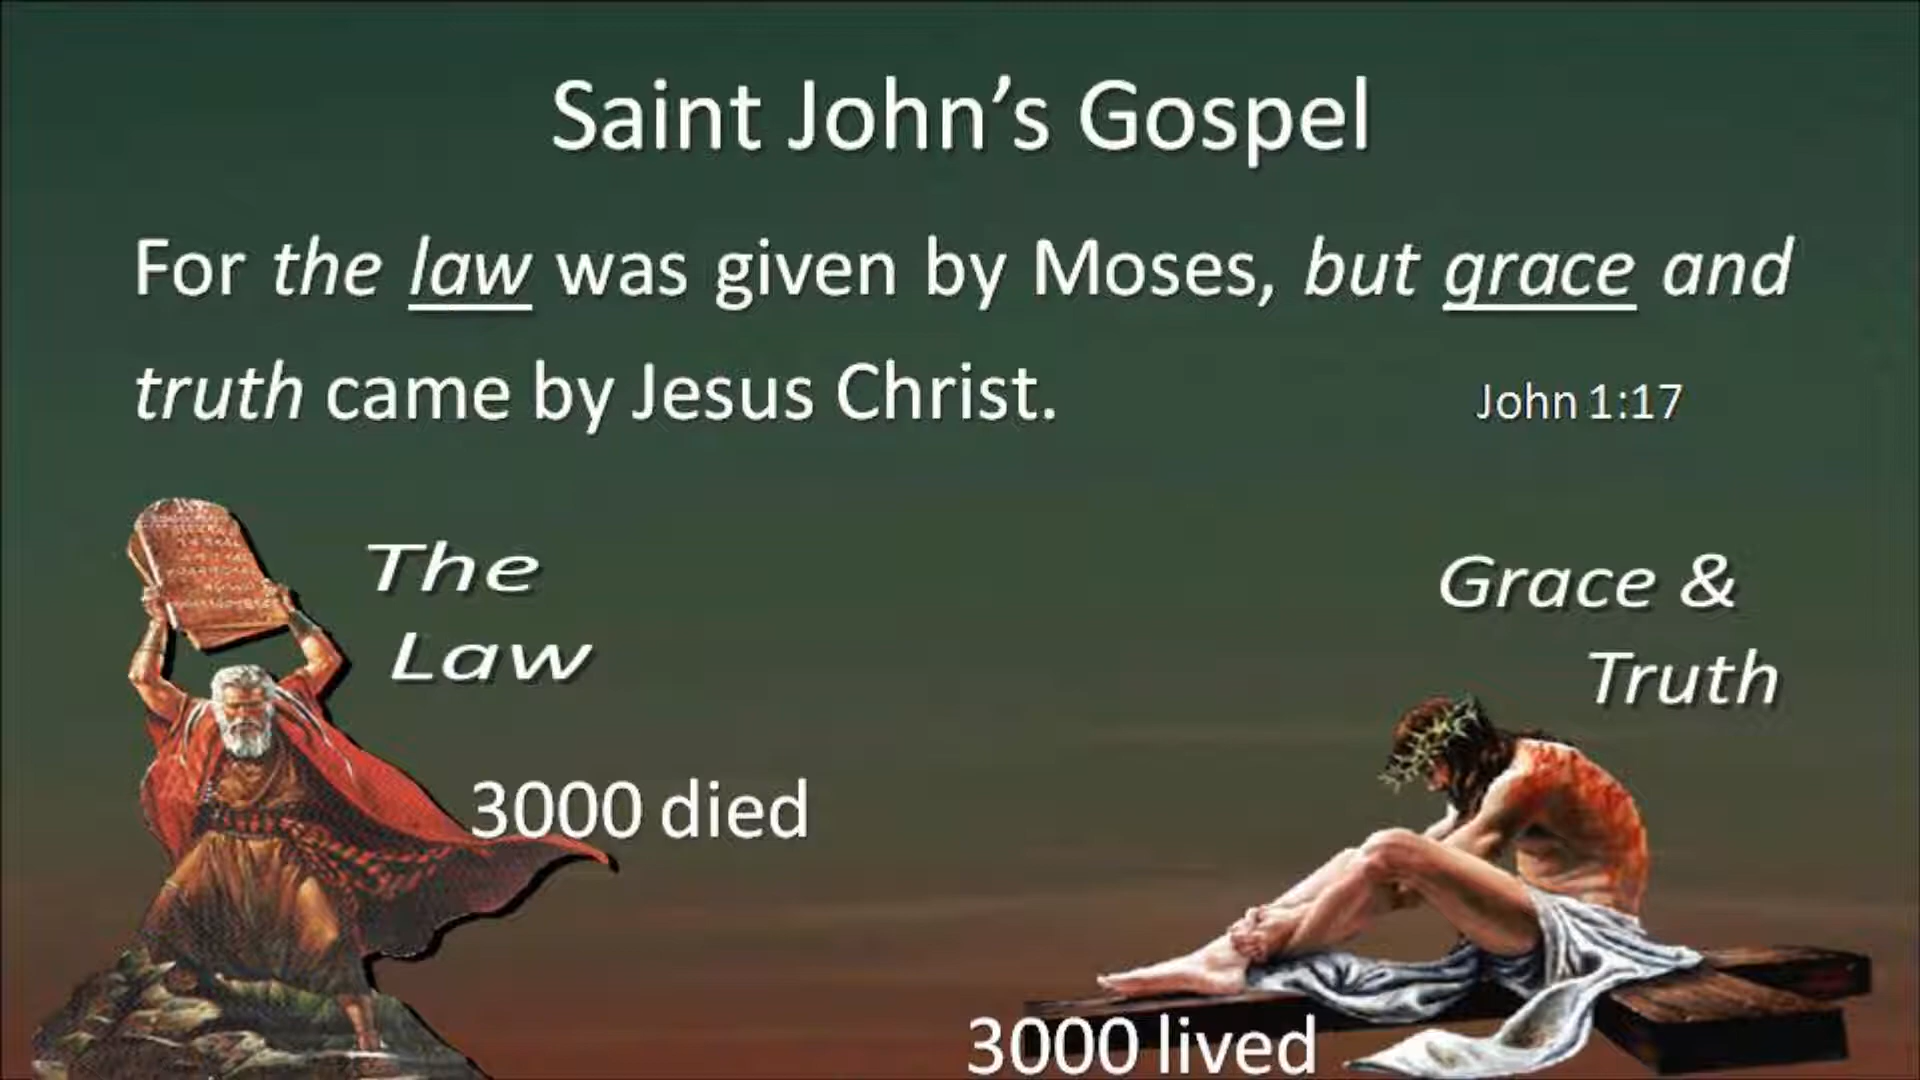 Saint John’s Gospel
For the law was given by Moses, but grace and
truth came by Jesus Christ.
John 1:17
The
Law
3000 died
Grace &
Truth
3000 lived